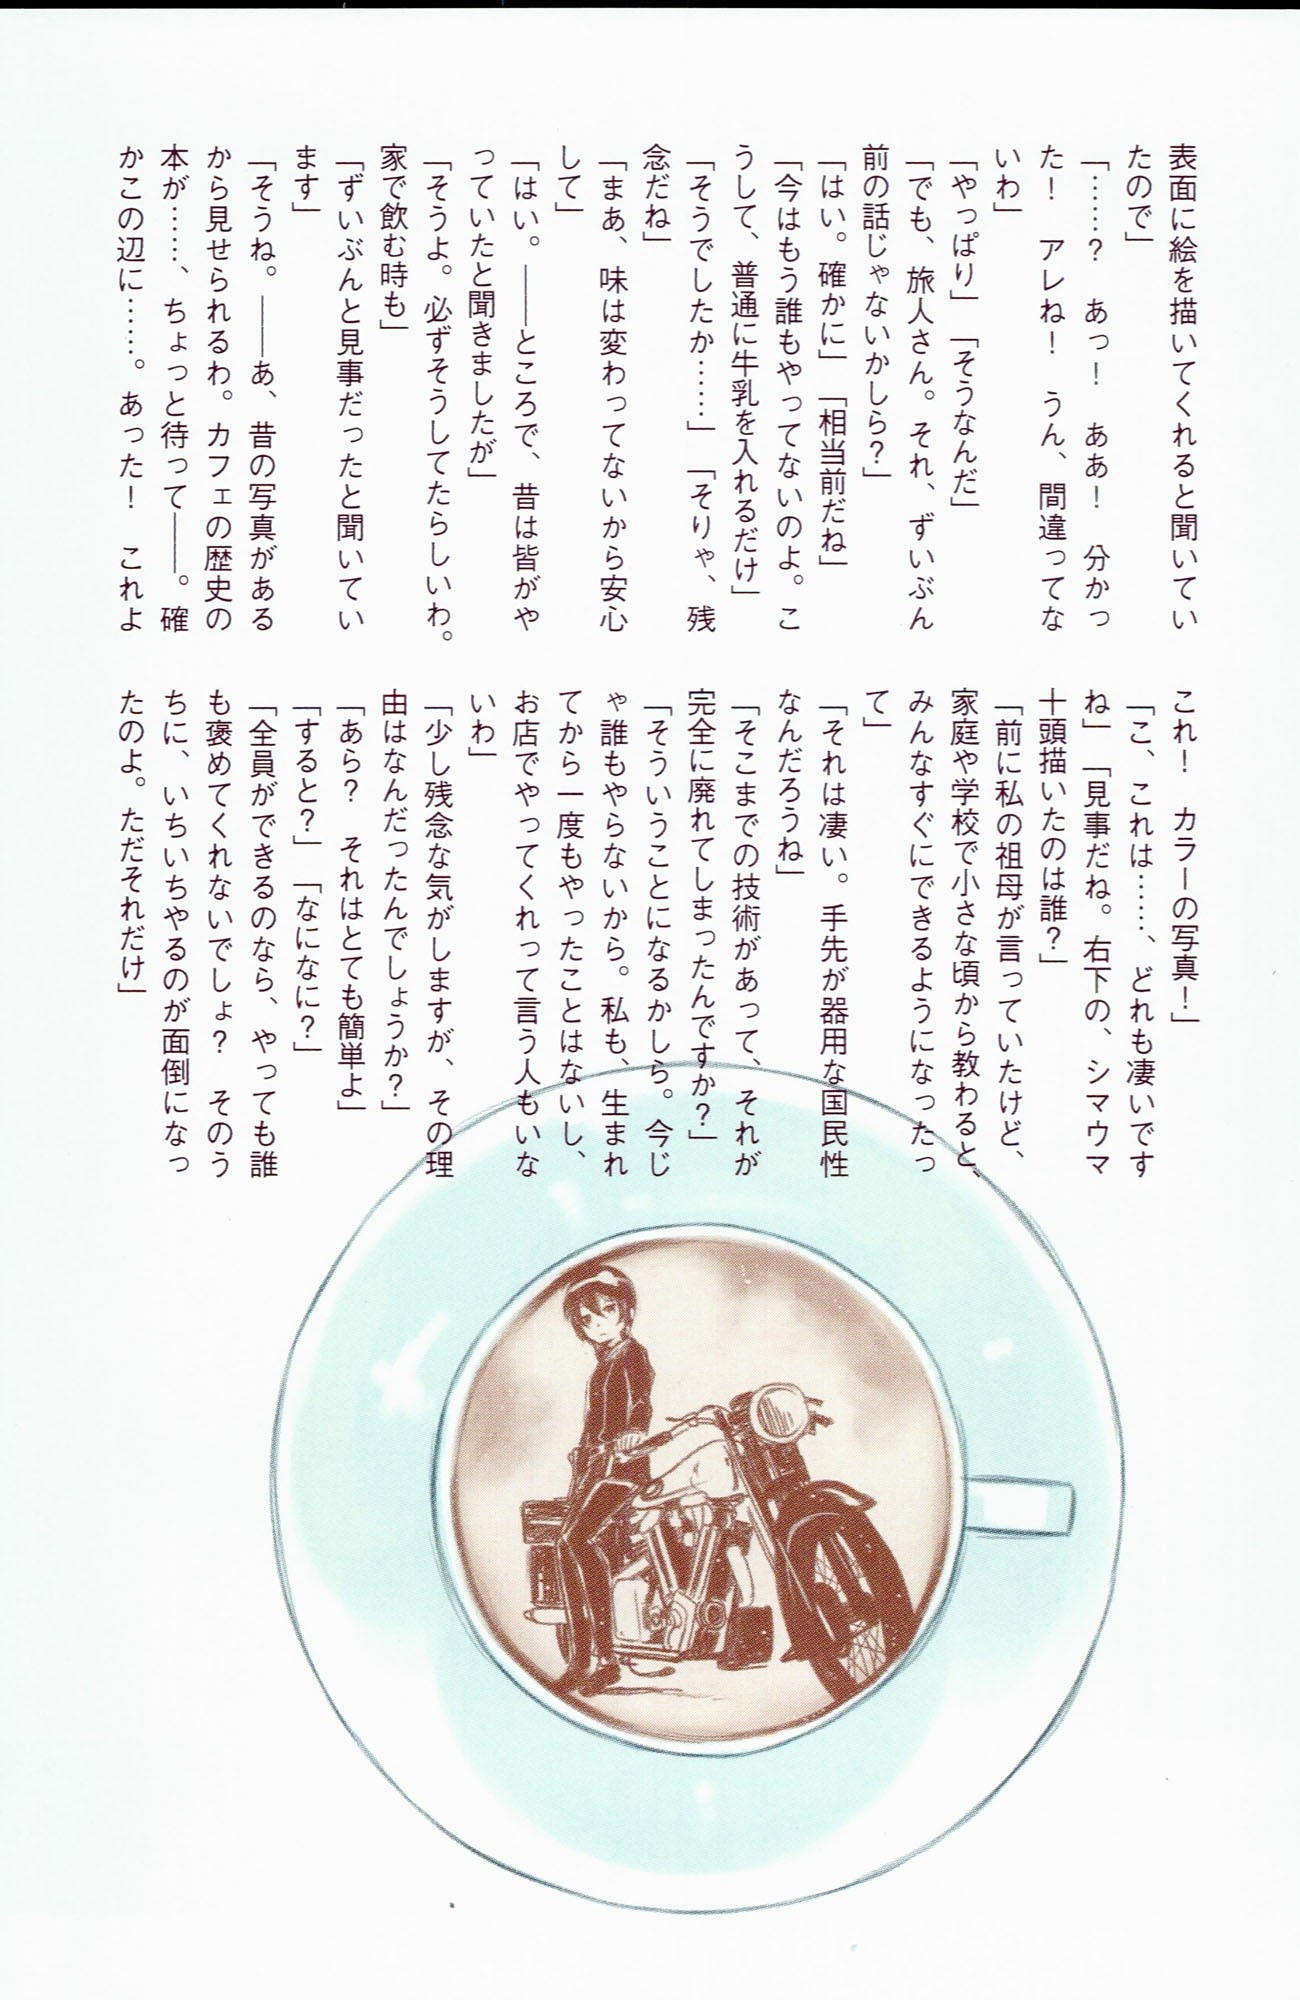 表面に絵を描いてくれると聞いてい
たので」
「……？　あっ！　ああ！　分かっ
た！　アレね！　うん、間違ってな
いわ」
「やっぱり」「そうなんだ」
「でも、旅人さん。それ、ずいぶん
前の話じゃないかしら？」
「はい。確かに」「相当前だね」
「今はもう誰もやってないのよ。こ
うして、普通に牛乳を入れるだけ」
「そうでしたか……」「そりゃ、残
念だね」
「まあ、味は変わってないから安心
して」
「はい。――ところで、昔は皆がや
っていたと聞きましたが」
「そうよ。必ずそうしてたらしいわ。
家で飲む時も」
「ずいぶんと見事だったと聞いてい
ます」
「そうね。――あ、昔の写真がある
から見せられるわ。カフェの歴史の
本が……、ちょっと待って――。確
かこの辺に……。あった！　これよ
これ！　カラーの写真！」
「こ、これは……、どれも凄いです
ね」「見事だね。右下の、シマウマ
十頭描いたのは誰？」
「前に私の祖母が言っていたけど、
家庭や学校で小さな頃から教わると、
みんなすぐにできるようになったっ
て」
「それは凄い。手先が器用な国民性
なんだろうね」
「そこまでの技術があって、それが
完全に廃れてしまったんですか？」
「そういうことになるかしら。今じ
ゃ誰もやらないから。私も、生まれ
てから一度もやったことはないし、
お店でやってくれって言う人もいな
いわ」
「少し残念な気がしますが、その理
由はなんだったんでしょうか？」
「あら？　それはとても簡単よ」
「すると？」「なになに？」
「全員ができるのなら、やっても誰
も褒めてくれないでしょ？　そのう
ちに、いちいちやるのが面倒になっ
たのよ。ただそれだけ」